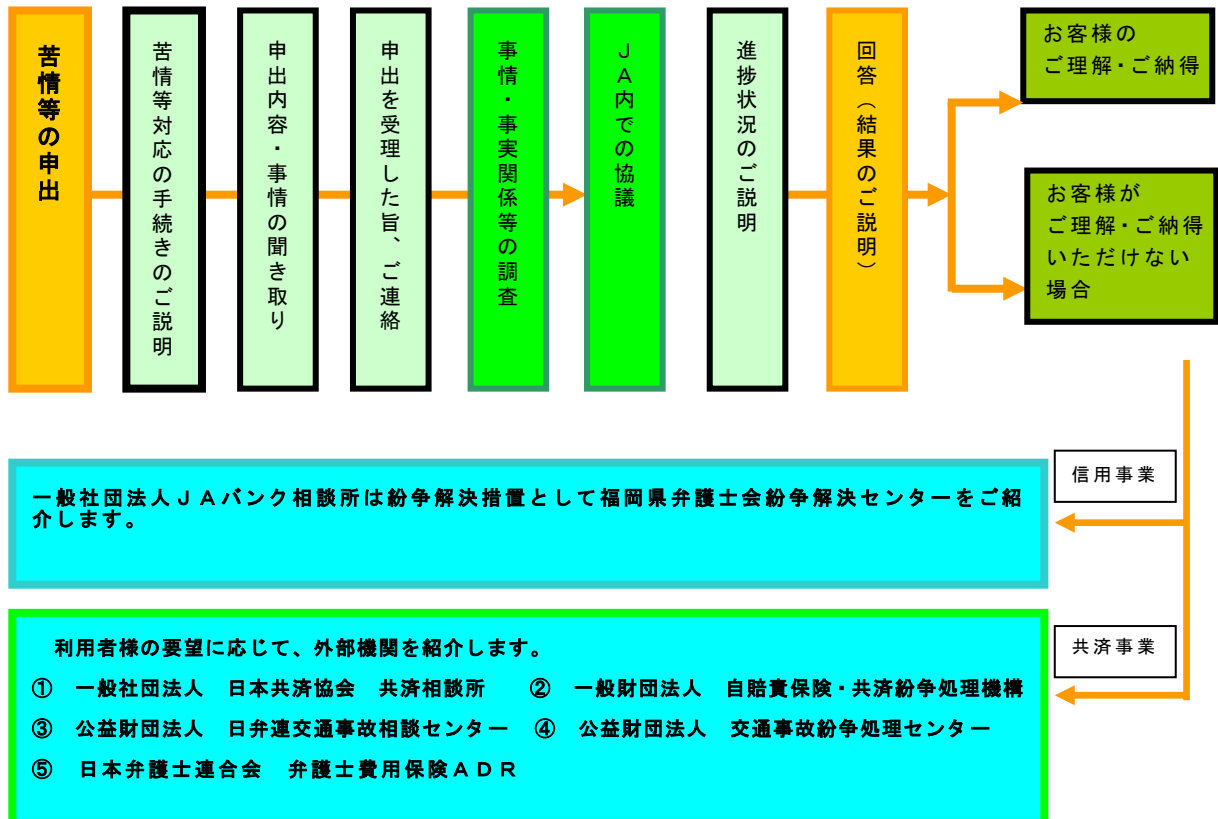 苦情等の申出
苦情等対応の手続きのご説明
申出内容・事情の聞き取り
申出を受理した旨、ご連絡
事情・事実関係等の調査
ＪＡ内での協議
進捗状況のご説明
回答（結果のご説明）
お客様の
ご理解・ご納得
お客様が
ご理解・ご納得
いただけない
場合
信用事業
一般社団法人ＪＡバンク相談所は紛争解決措置として福岡県弁護士会紛争解決センターをご紹
介します。
共済事業
利用者様の要望に応じて、外部機関を紹介します。
①　一般社団法人　日本共済協会　共済相談所　　②　一般財団法人　自賠責保険・共済紛争処理機構
③　公益財団法人　日弁連交通事故相談センター　④　公益財団法人　交通事故紛争処理センター
⑤　日本弁護士連合会　弁護士費用保険ＡＤＲ